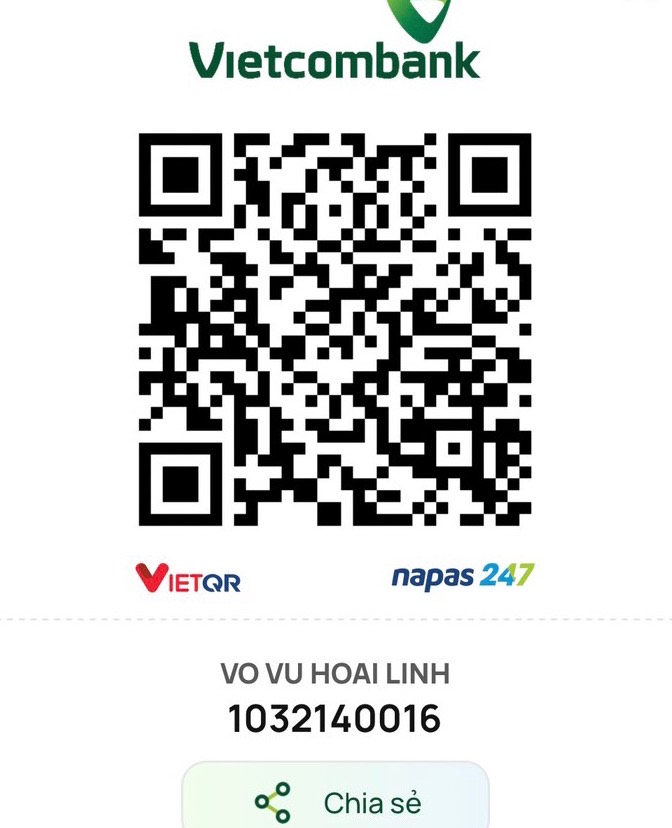 Vietcombank
VIETQR
napas 247
VO VU HOAI LINH
1032140016
Chia sẻ